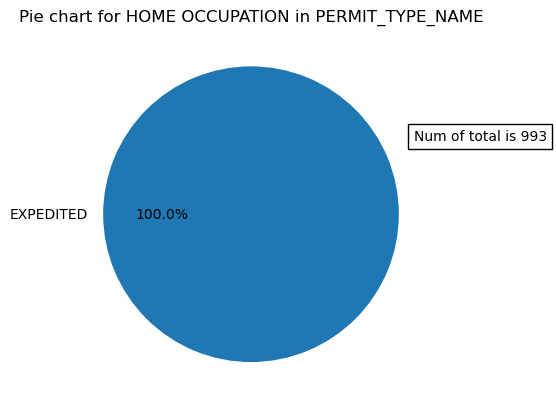 Pie chart for HOME OCCUPATION in PERMIT_TYPE_NAME
Num of total is 993
EXPEDITED
100.0%